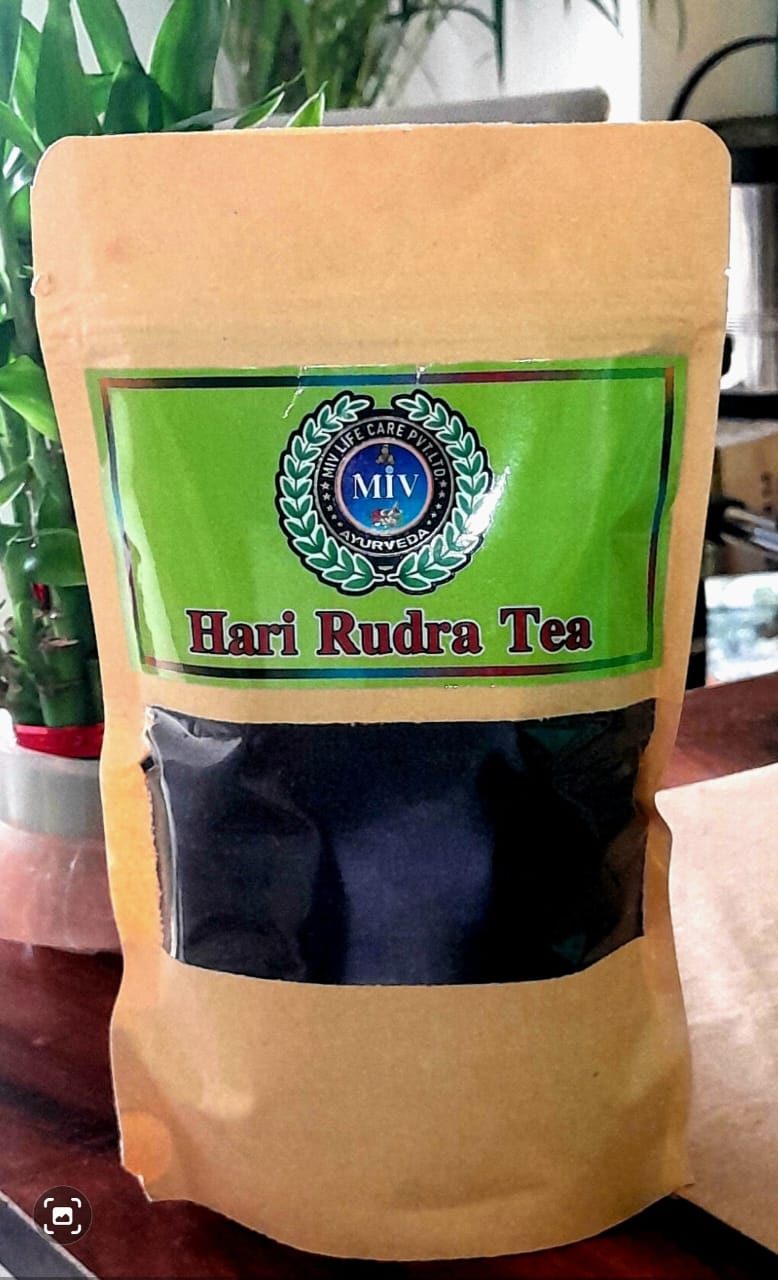 MIV LIFE CARE PVT.LTD
MiV
AYURVEDA
Hari Rudra Tea